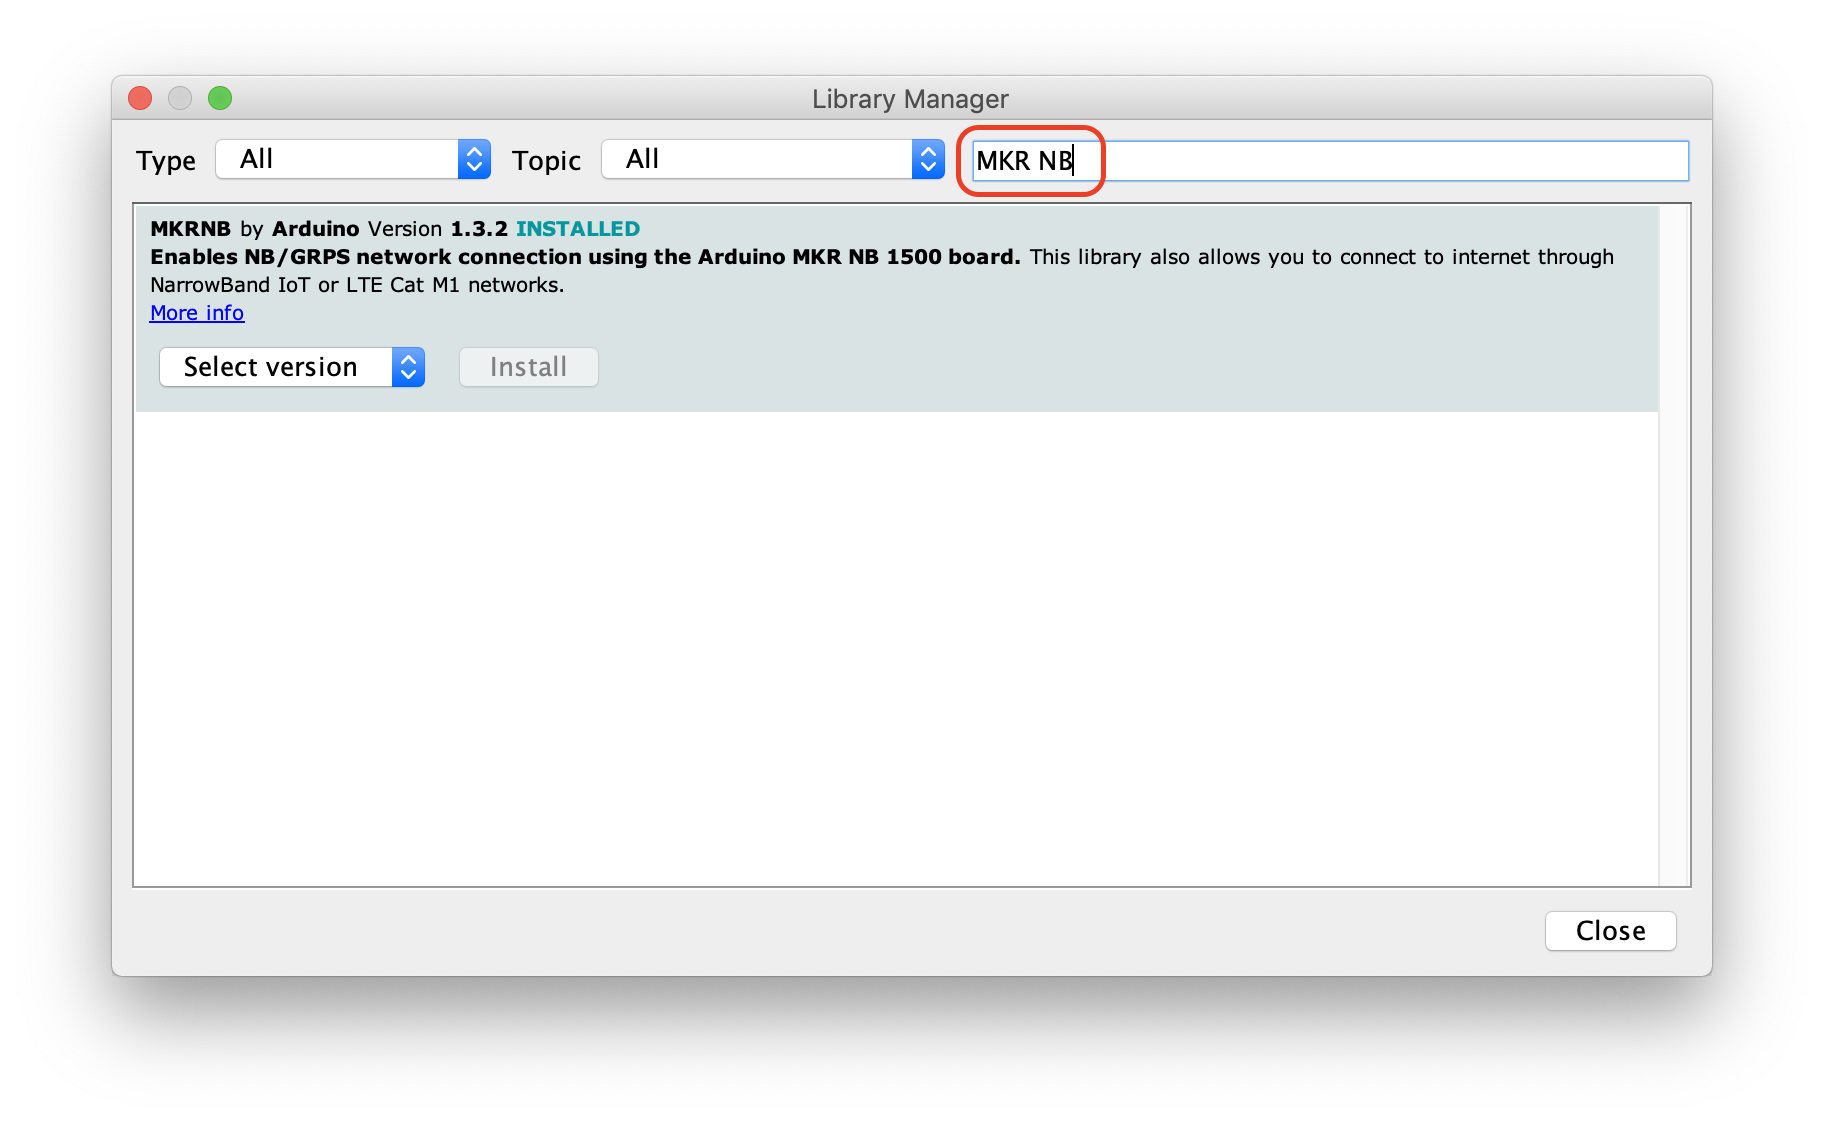 Library Manager
Type All Topic All MKR NB
MKRNB by Arduino Version 1.3.2 INSTALLED
Enables NB/GRPS network connection using the Arduino MKR NB 1500 board. This library also allows you to connect to internet through
NarrowBand IoT or LTE Cat M1 networks.
More info
Select version Install
Close